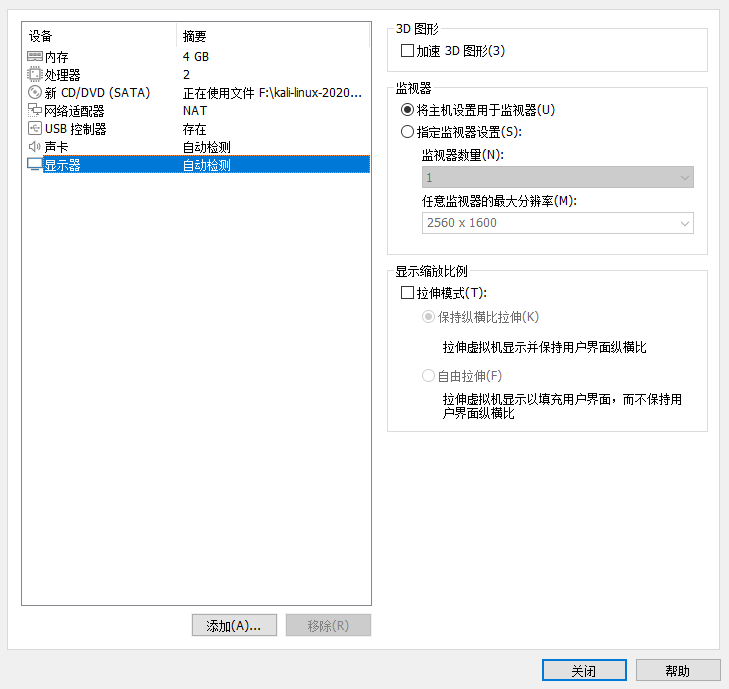 设备 摘要
内存 4 GB
处理器 2
新 CD/DVD (SATA) 正在使用文件 F:\kali-linux-2020...
网络适配器 NAT
USB 控制器 存在
声卡 自动检测
显示器 自动检测
添加(A)... 移除(R)
3D 图形
加速 3D 图形(3)
监视器
将主机设置用于监视器(U)
指定监视器设置(S):
监视器数量(N):
1
任意监视器的最大分辨率(M):
2560 x 1600
显示缩放比例
拉伸模式(T):
保持纵横比拉伸(K)
拉伸虚拟机显示并保持用户界面纵横比
自由拉伸(F)
拉伸虚拟机显示以填充用户界面，而不保持用
户界面纵横比
关闭 帮助